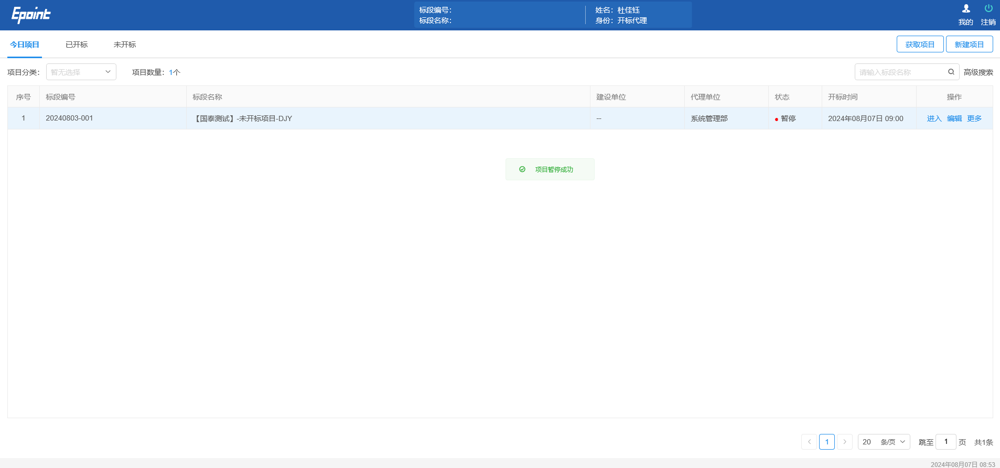 Epoint
标段编号：
标段名称：
姓名：杜佳钰
身份：开标代理
我的
注销
今日项目
已开标
未开标
获取项目
新建项目
项目分类：
暂无选择
项目数量：1个
请输入标段名称
高级搜索
序号
标段编号
标段名称
建设单位
代理单位
状态
开标时间
操作
1
20240803-001
【国泰测试】-未开标项目-DJY
--
系统管理部
暂停
2024年08月07日 09:00
进入 编辑 更多
项目暂停成功
1
20 条/页
跳至 1 页
共1条
2024年08月07日 08:53